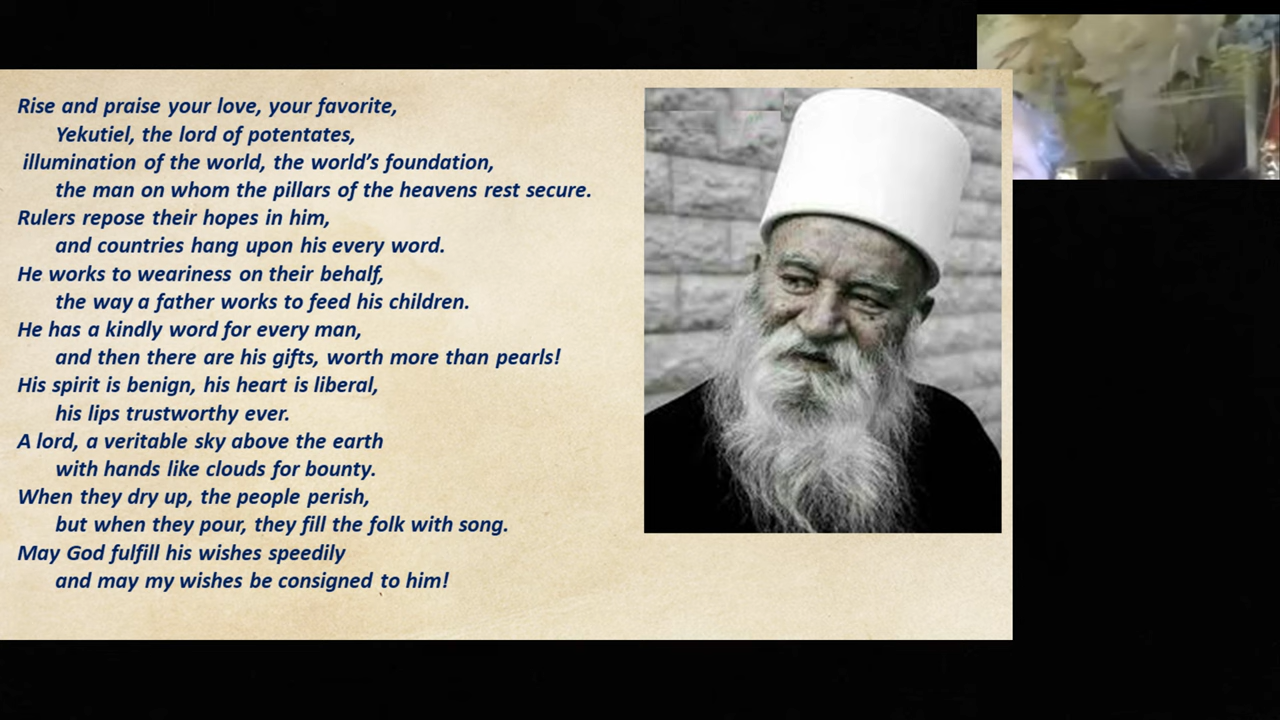 Rise and praise your love, your favorite,
Yekutiel, the lord of potentates,
illumination of the world, the world's foundation,
the man on whom the pillars of the heavens rest secure.
Rulers repose their hopes in him,
and countries hang upon his every word.
He works to weariness on their behalf,
the way a father works to feed his children.
He has a kindly word for every man,
and then there are his gifts, worth more than pearls!
His spirit is benign, his heart is liberal,
his lips trustworthy ever.
A lord, a veritable sky above the earth
with hands like clouds for bounty.
When they dry up, the people perish,
but when they pour, they fill the folk with song.
May God fulfill his wishes speedily
and may my wishes be consigned to him!